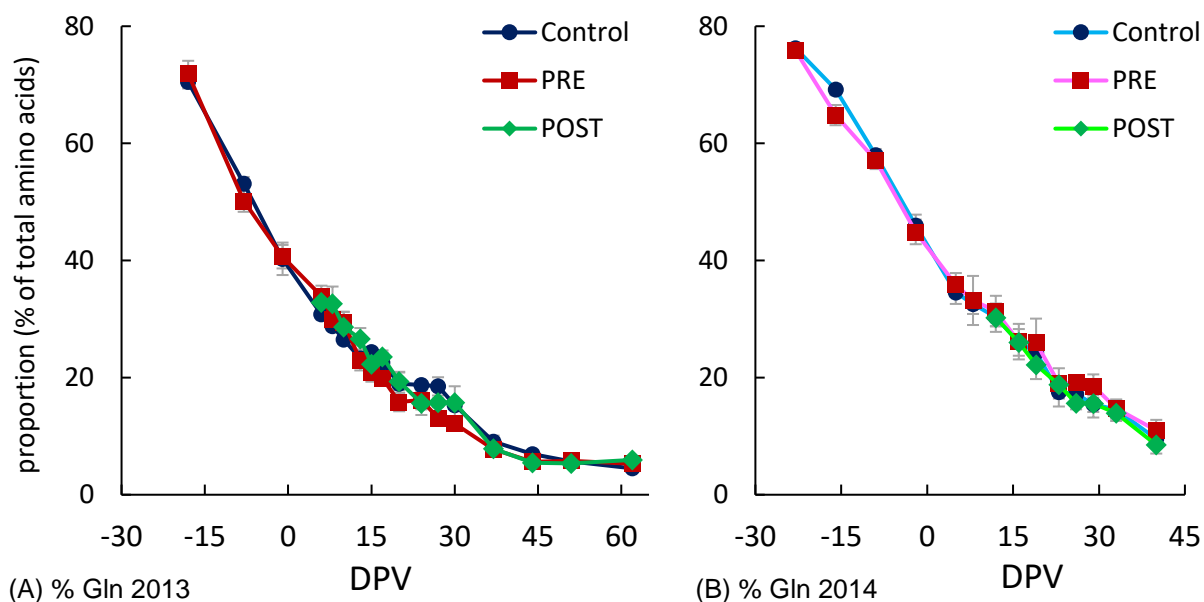 proportion (% of total amino acids)
80
60
40
20
0
-30 -15 0 15 30 45 60
DPV
Control
PRE
POST
(A) % Gln 2013
80
60
40
20
0
-30 -15 0 15 30 45
DPV
Control
PRE
POST
(B) % Gln 2014